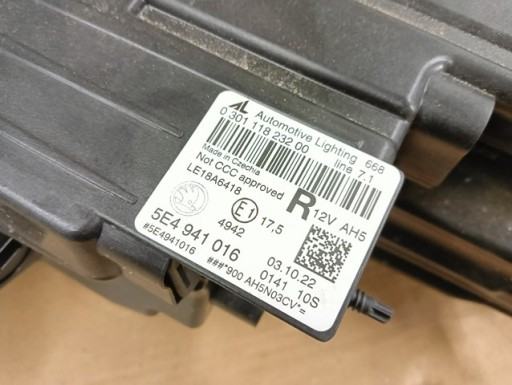 AL Automotive Lighting 668
0 301 118 232 00 line 7.1
Made in Czechia
Not CCC approved
LE18A6418
R 12V AH5
E1 17,5
4942
5E4 941 016 03.10.22
#5E4941016 0141 10S
###*900 AH5N03CV*=